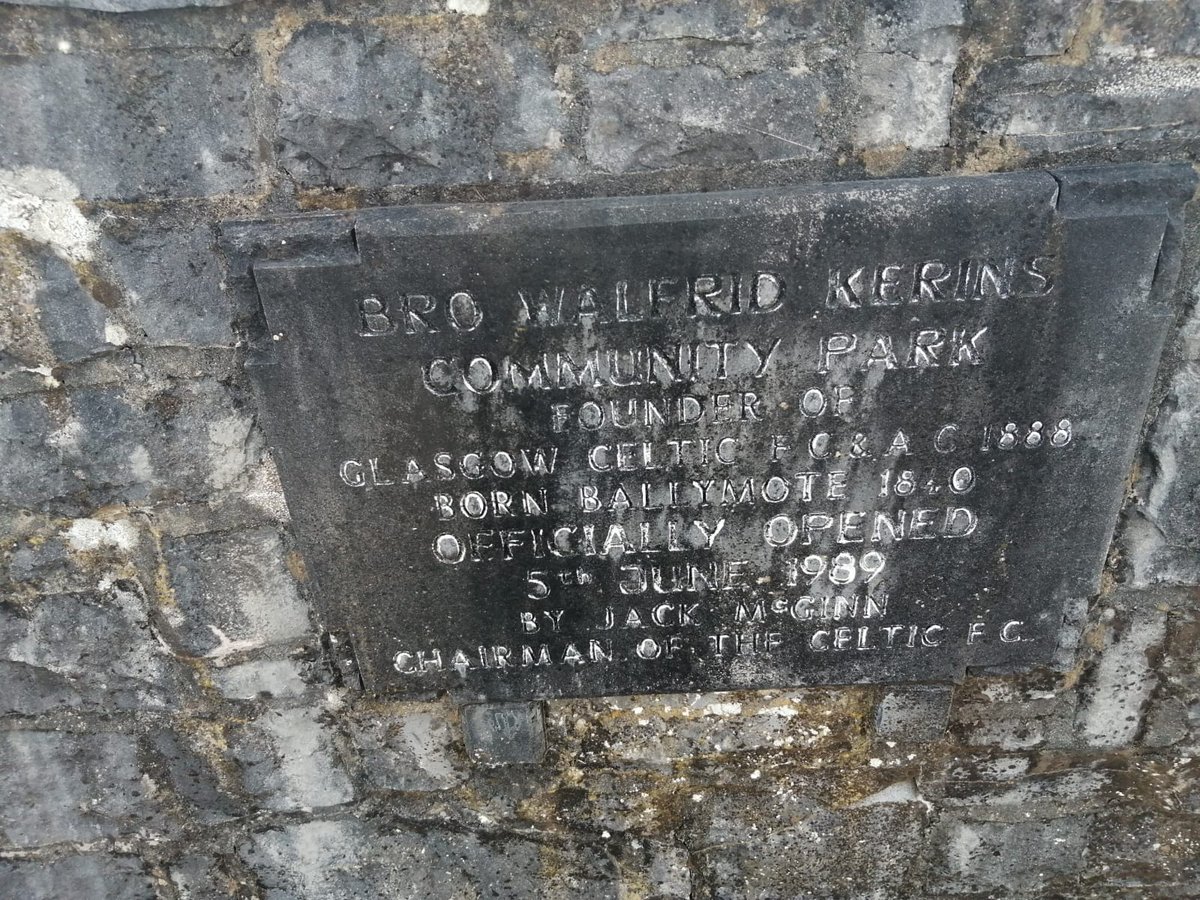 BRO WALFRID KERINS
COMMUNITY PARK
FOUNDER OF
GLASGOW CELTIC F C. & A C 1888
BORN BALLYMOTE 1840
OFFICIALLY OPENED
5th JUNE 1989
BY JACK McGINN
CHAIRMAN OF THE CELTIC F.C.